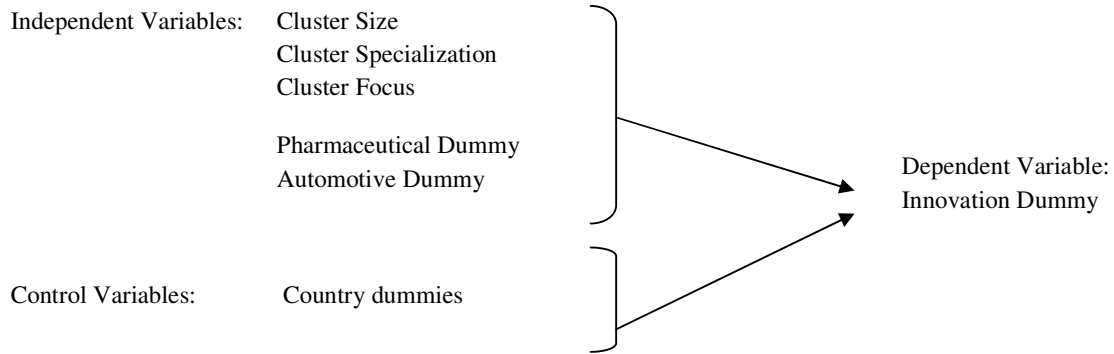 Independent Variables: Cluster Size
Cluster Specialization
Cluster Focus
Pharmaceutical Dummy
Automotive Dummy
Dependent Variable:
Innovation Dummy
Control Variables: Country dummies